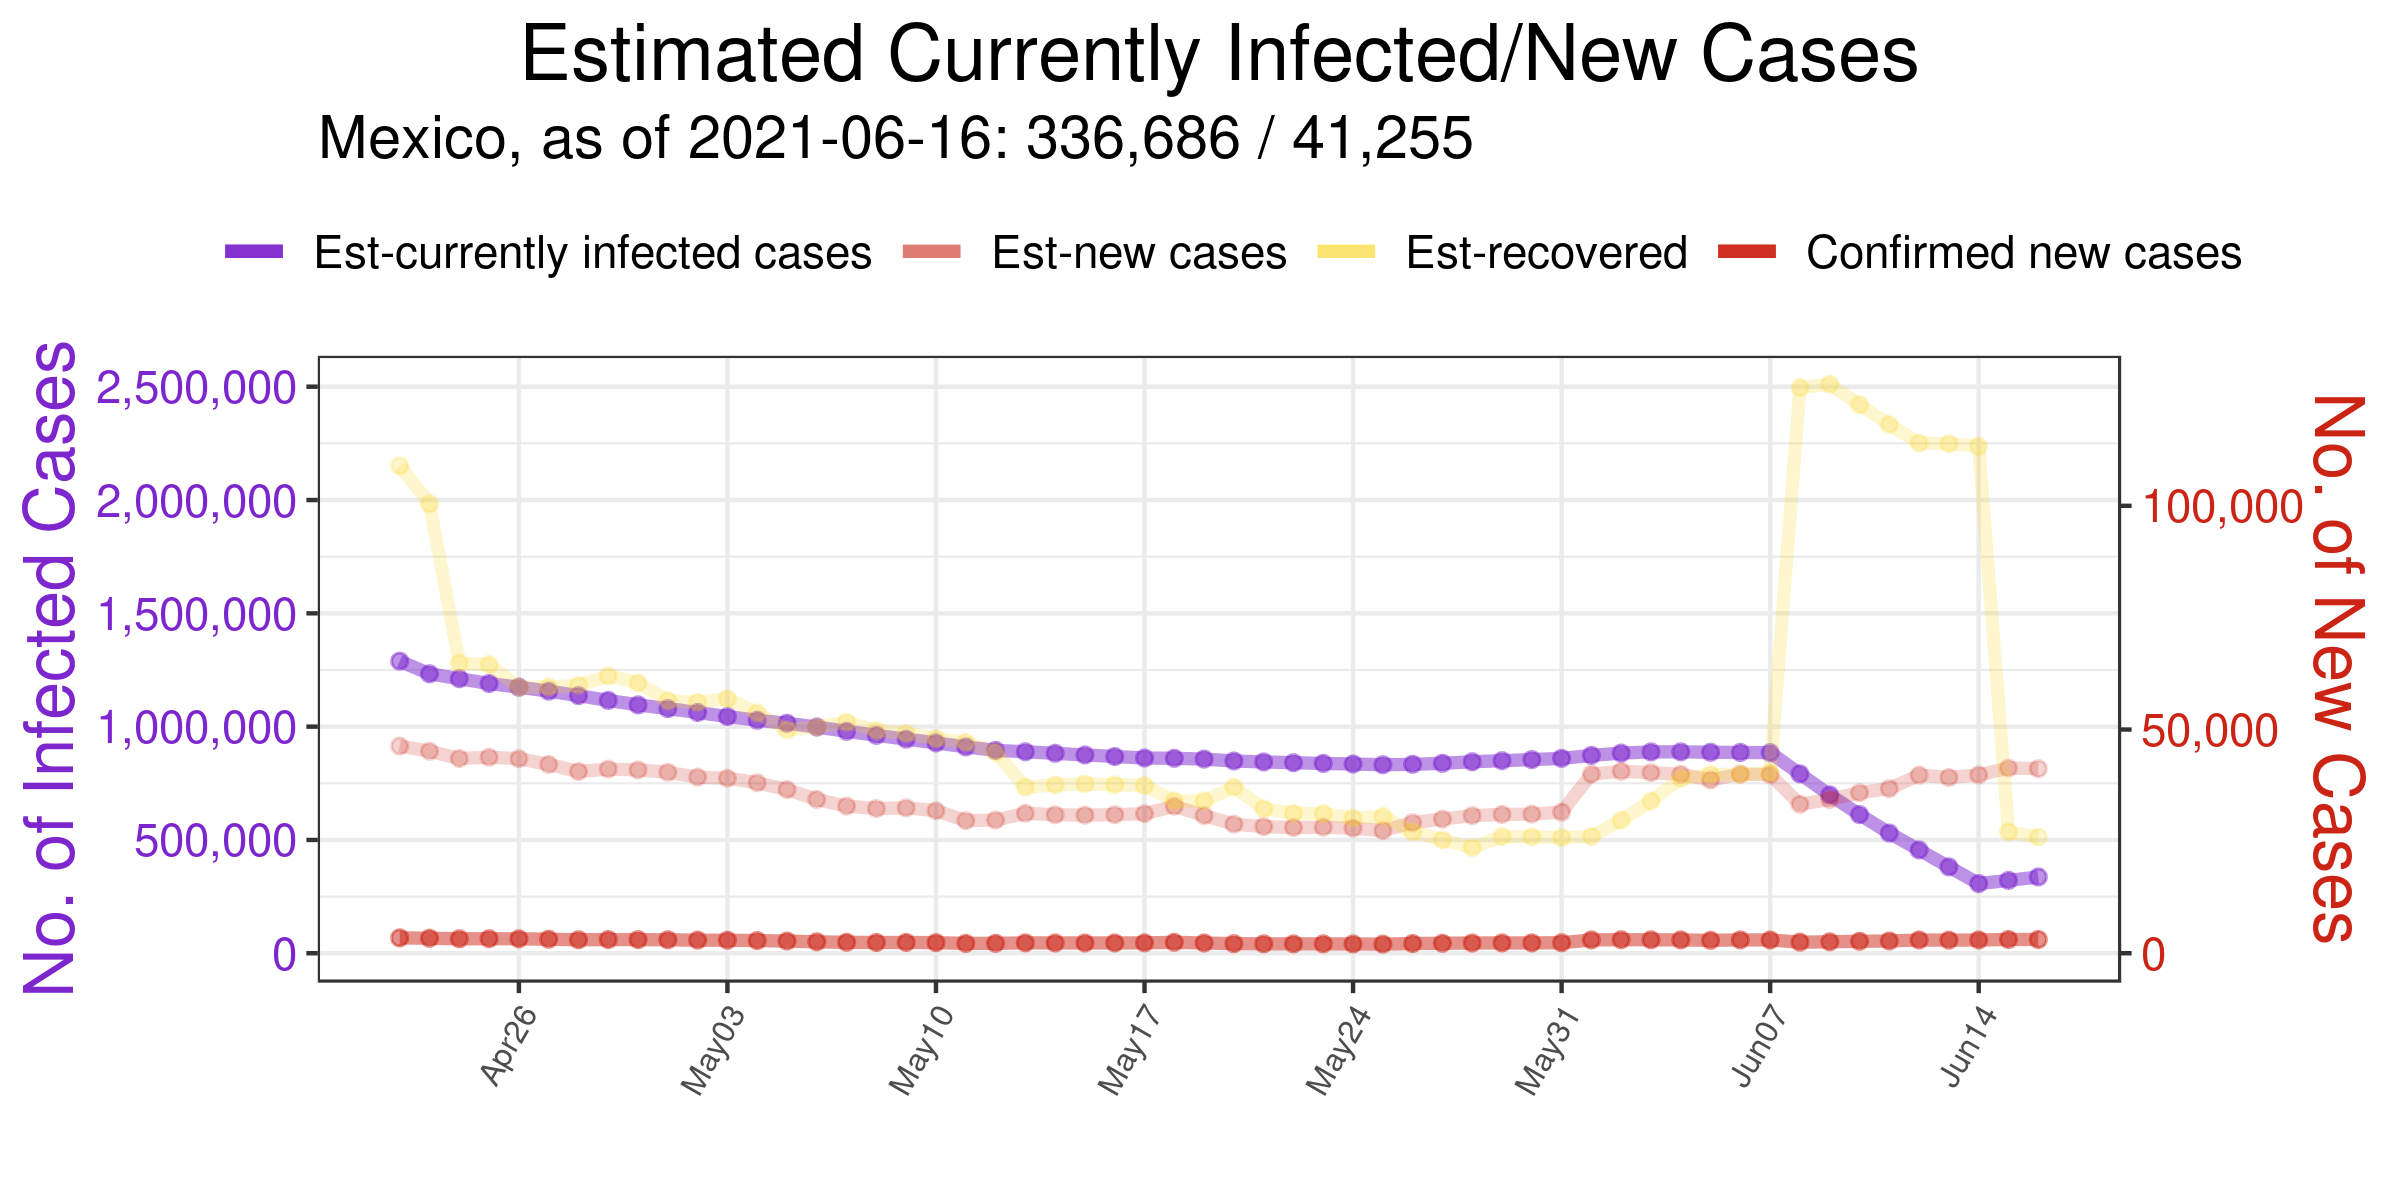 Estimated Currently Infected/New Cases
Mexico, as of 2021-06-16: 336,686 / 41,255
Est-currently infected cases Est-new cases Est-recovered Confirmed new cases
No. of Infected Cases
2,500,000
2,000,000
1,500,000
1,000,000
500,000
0
100,000
50,000
0
No. of New Cases
Apr26 May03 May10 May17 May24 May31 Jun07 Jun14